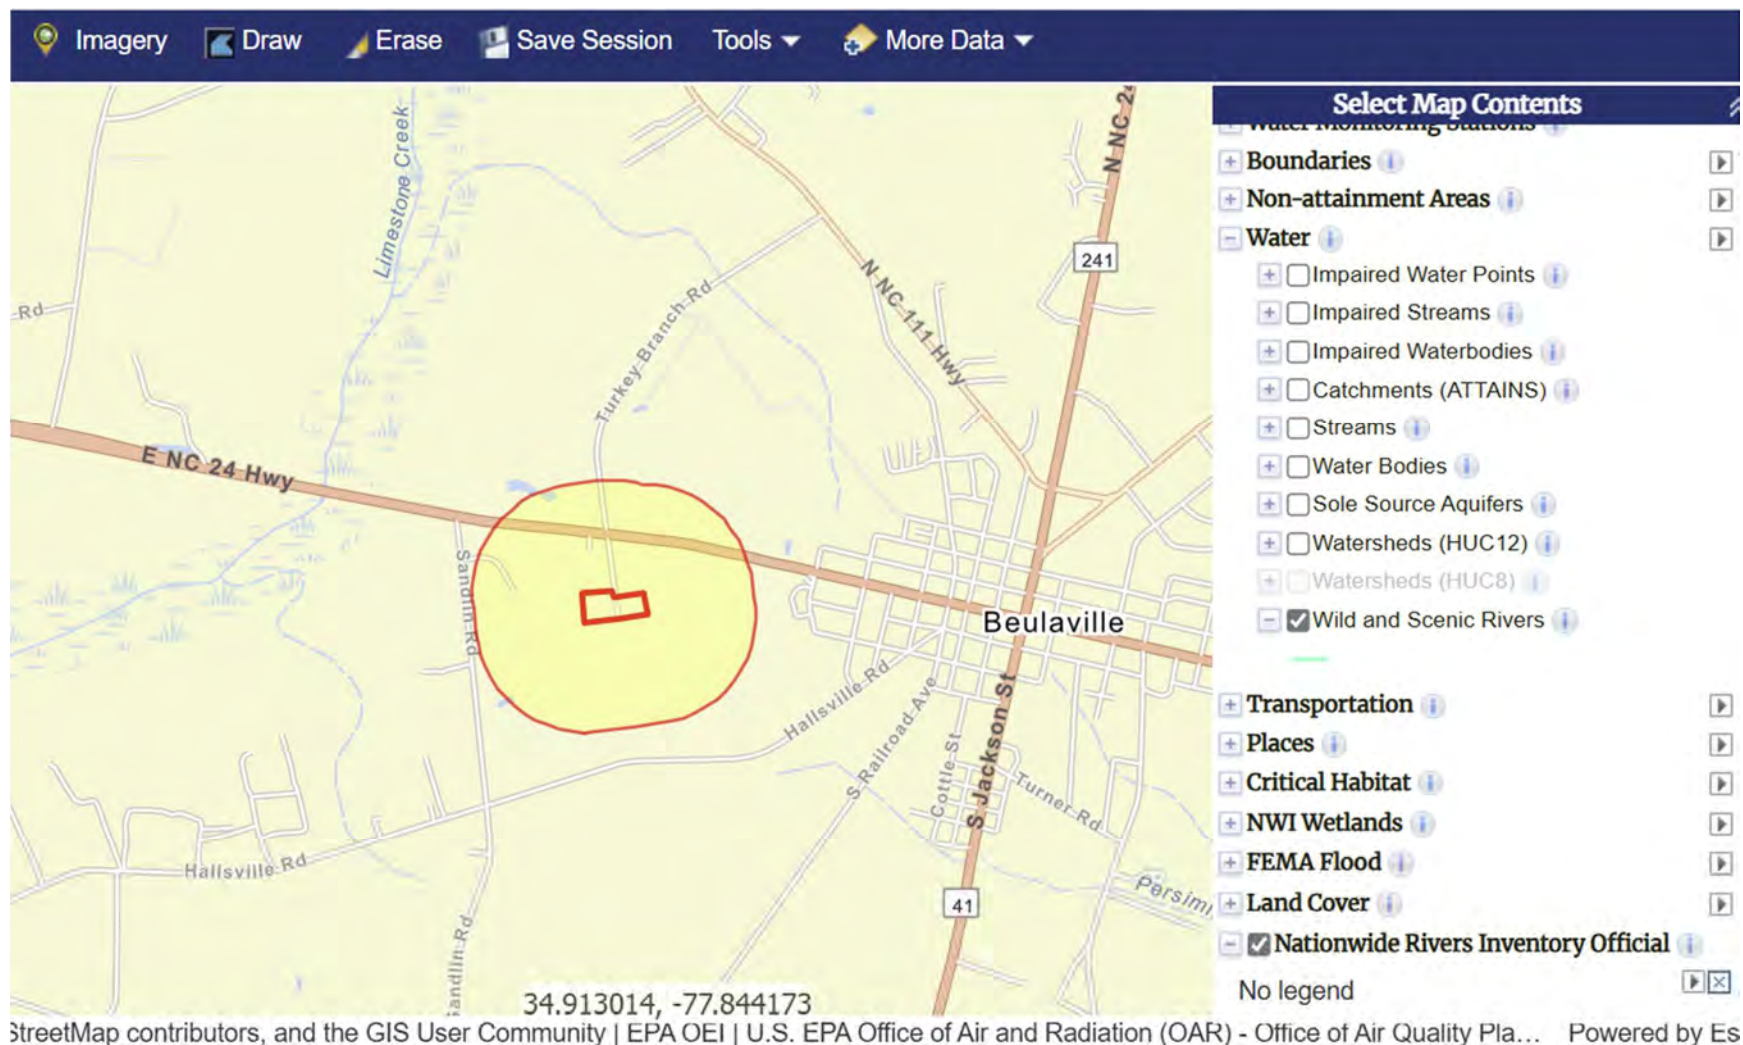 Imagery Draw Erase Save Session Tools More Data
Select Map Contents
Water Monitoring Stations
Boundaries
Non-attainment Areas
Water
Impaired Water Points
Impaired Streams
Impaired Waterbodies
Catchments (ATTAINS)
Streams
Water Bodies
Sole Source Aquifers
Watersheds (HUC12)
Watersheds (HUC8)
Wild and Scenic Rivers
Transportation
Places
Critical Habitat
NWI Wetlands
FEMA Flood
Land Cover
Nationwide Rivers Inventory Official
No legend
Limestone Creek
N NC 24
241
Rd
Turkey Branch Rd
N NC 111 Hwy
E NC 24 Hwy
Sandlin Rd
Beulaville
Hallsville Rd
S Railroad Ave
Cottle St
S Jackson St
Turner Rd
Hallsville Rd
Persimm
41
Sandlin Rd
34.913014, -77.844173
StreetMap contributors, and the GIS User Community | EPA OEI | U.S. EPA Office of Air and Radiation (OAR) - Office of Air Quality Pla... Powered by Es